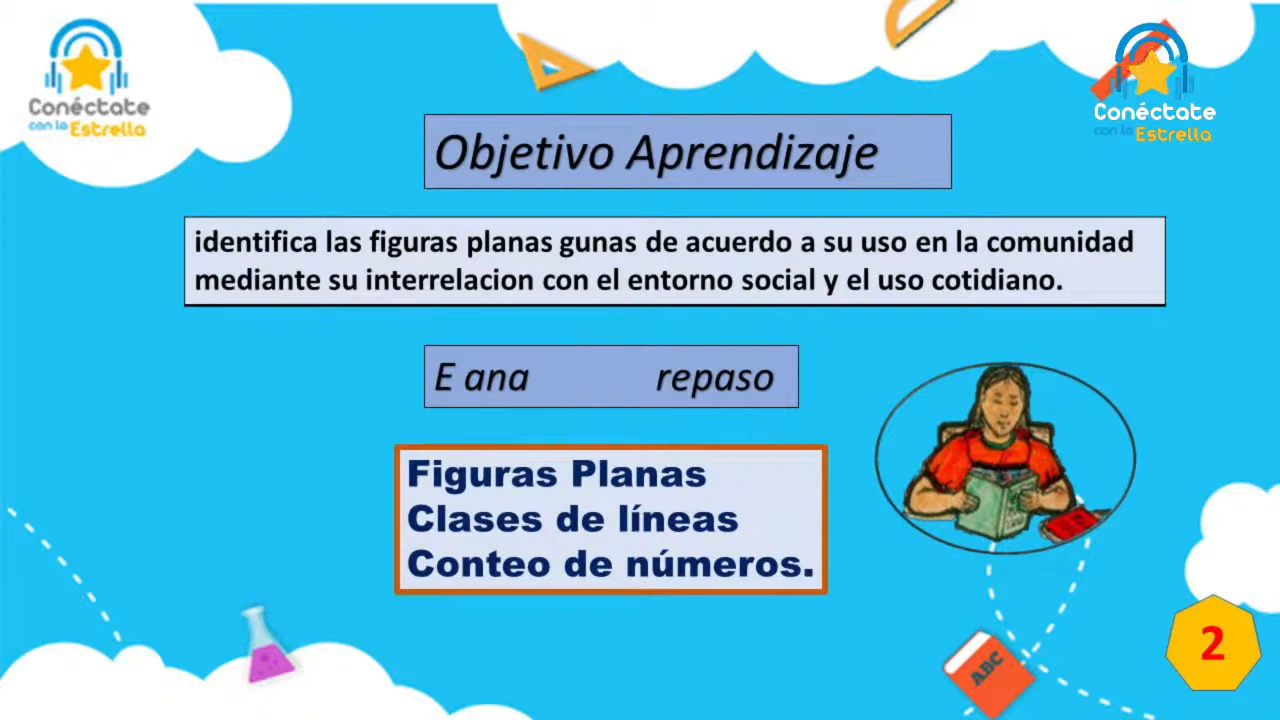 Conéctate
con la Estrella
Conéctate
con la Estrella
Objetivo Aprendizaje
identifica las figuras planas gunas de acuerdo a su uso en la comunidad
mediante su interrelacion con el entorno social y el uso cotidiano.
E ana repaso
Figuras Planas
Clases de líneas
Conteo de números.
ABC
2